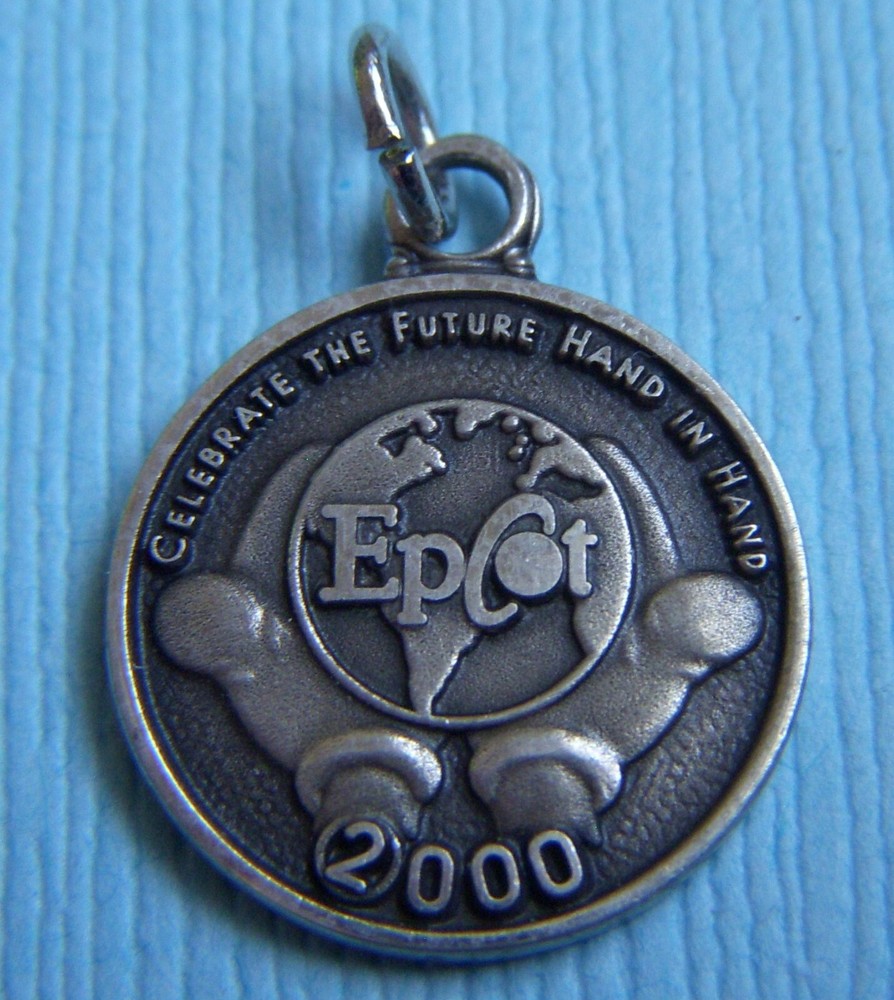 CELEBRATE THE FUTURE HAND IN HAND
Epcot
2000